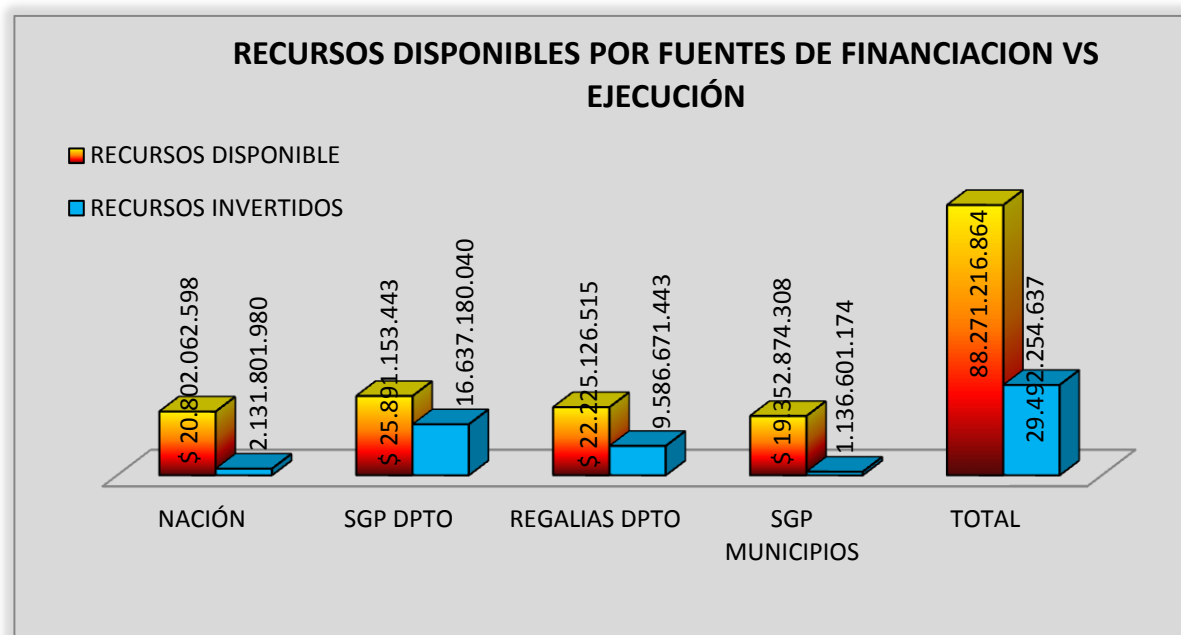 RECURSOS DISPONIBLES POR FUENTES DE FINANCIACION VS
EJECUCIÓN
RECURSOS DISPONIBLE
RECURSOS INVERTIDOS
$ 20.802.062.598
2.131.801.980
$ 25.891.153.443
16.637.180.040
$ 22.225.126.515
9.586.671.443
$ 19.352.874.308
1.136.601.174
88.271.216.864
29.492.254.637
NACIÓN
SGP DPTO
REGALIAS DPTO
SGP
MUNICIPIOS
TOTAL